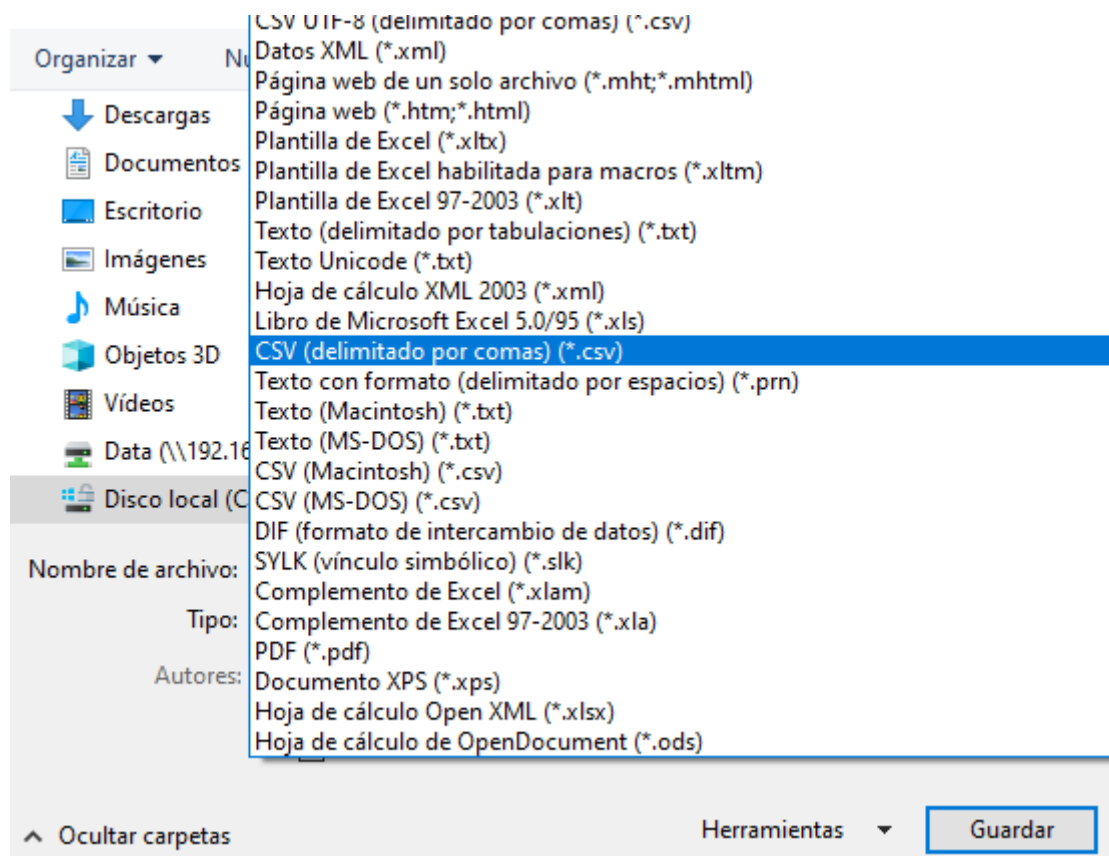 CSV UTF-8 (delimitado por comas) (*.csv)
Organizar
Datos XML (*.xml)
Página web de un solo archivo (*.mht;*.mhtml)
Página web (*.htm;*.html)
Plantilla de Excel (*.xltx)
Plantilla de Excel habilitada para macros (*.xltm)
Plantilla de Excel 97-2003 (*.xlt)
Texto (delimitado por tabulaciones) (*.txt)
Texto Unicode (*.txt)
Hoja de cálculo XML 2003 (*.xml)
Libro de Microsoft Excel 5.0/95 (*.xls)
CSV (delimitado por comas) (*.csv)
Texto con formato (delimitado por espacios) (*.prn)
Texto (Macintosh) (*.txt)
Texto (MS-DOS) (*.txt)
CSV (Macintosh) (*.csv)
CSV (MS-DOS) (*.csv)
DIF (formato de intercambio de datos) (*.dif)
SYLK (vínculo simbólico) (*.slk)
Complemento de Excel (*.xlam)
Complemento de Excel 97-2003 (*.xla)
PDF (*.pdf)
Documento XPS (*.xps)
Hoja de cálculo Open XML (*.xlsx)
Hoja de cálculo de OpenDocument (*.ods)
Descargas
Documentos
Escritorio
Imágenes
Música
Objetos 3D
Vídeos
Data (\\192.16
Disco local (C
Nombre de archivo:
Tipo:
Autores:
Ocultar carpetas
Herramientas
Guardar